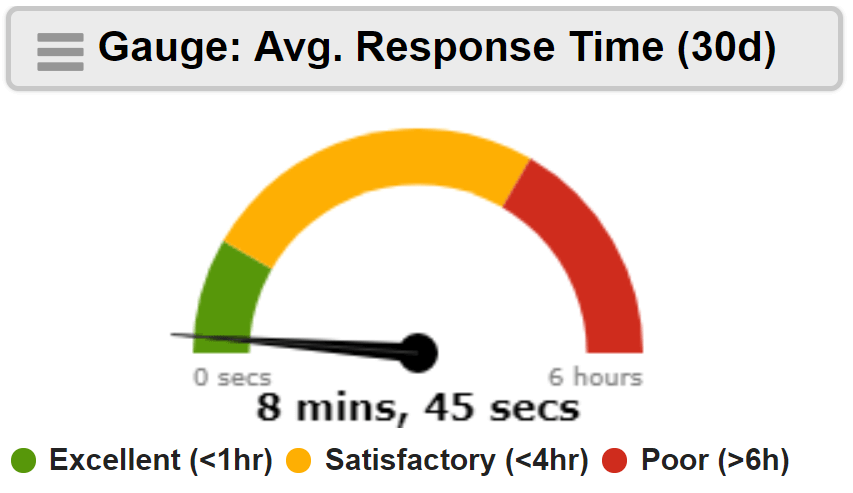 Gauge: Avg. Response Time (30d)
0 secs 6 hours
8 mins, 45 secs
Excellent (<1hr) Satisfactory (<4hr) Poor (>6h)